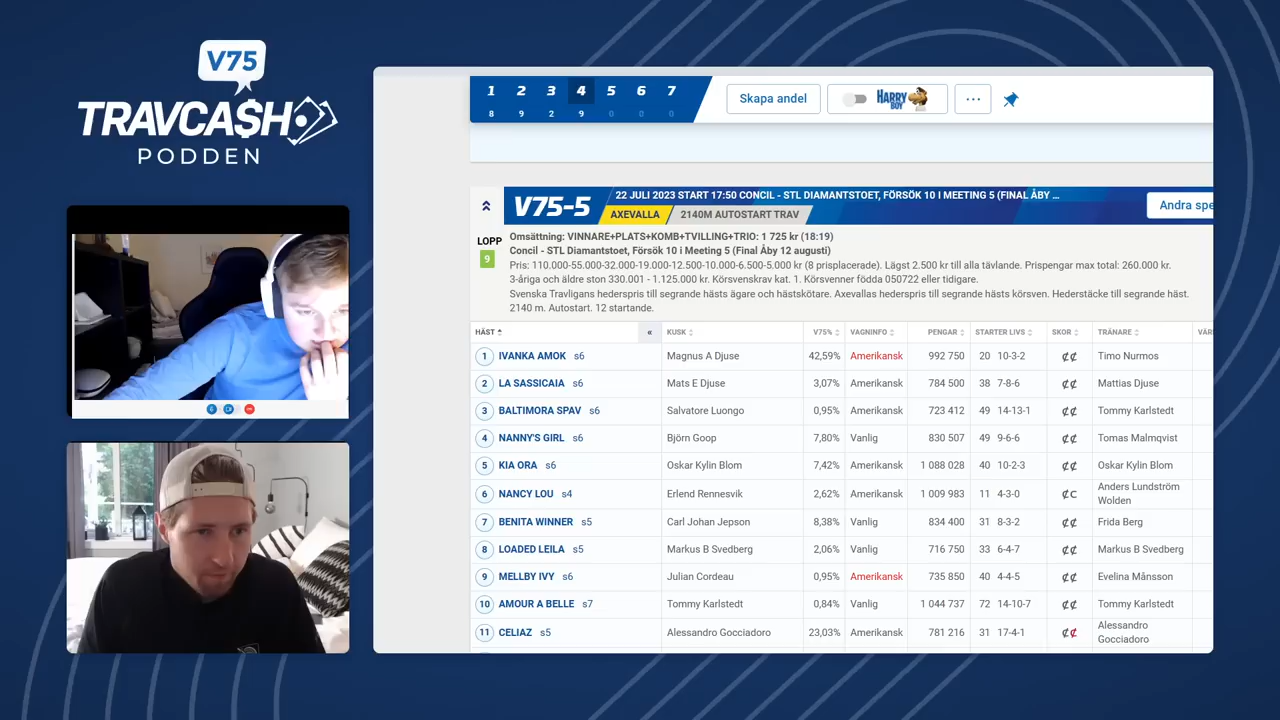 V75
TRAVCA$H
PODDEN
1 2 3 4 5 6 7
8 9 2 9 0 0 0
Skapa andel
HARRY BOY
...
V75-5
22 JULI 2023 START 17:50 CONCIL - STL DIAMANTSTOET, FÖRSÖK 10 I MEETING 5 (FINAL ÅBY ...
AXEVALLA
2140M AUTOSTART TRAV
Andra spe
LOPP
9
Omsättning: VINNARE+PLATS+KOMB+TVILLING+TRIO: 1 725 kr (18:19)
Concil - STL Diamantstoet, Försök 10 i Meeting 5 (Final Åby 12 augusti)
Pris: 110.000-55.000-32.000-19.000-12.500-10.000-6.500-5.000 kr (8 prisplacerade). Lägst 2.500 kr till alla tävlande. Prispengar max total: 260.000 kr.
3-åriga och äldre ston 330.001 - 1.125.000 kr. Körsvenskrav kat. 1. Körsvenner födda 050722 eller tidigare.
Svenska Travligans hederspris till segrande hästs ägare och hästskötare. Axevallas hederspris till segrande hästs körsven. Hederstäcke till segrande häst.
2140 m. Autostart. 12 startande.
HÄST « KUSK V75% VAGNINFO PENGAR STARTER LIVS SKOR TRÄNARE VÄR
1 IVANKA AMOK s6 Magnus A Djuse 42,59% Amerikansk 992 750 20 10-3-2 ȼȼ Timo Nurmos
2 LA SASSICAIA s6 Mats E Djuse 3,07% Amerikansk 784 500 38 7-8-6 ȼȼ Mattias Djuse
3 BALTIMORA SPAV s6 Salvatore Luongo 0,95% Amerikansk 723 412 49 14-13-1 ȼȼ Tommy Karlstedt
4 NANNY'S GIRL s6 Björn Goop 7,80% Vanlig 830 507 49 9-6-6 ȼȼ Tomas Malmqvist
5 KIA ORA s6 Oskar Kylin Blom 7,42% Amerikansk 1 088 028 40 10-2-3 ȼȼ Oskar Kylin Blom
6 NANCY LOU s4 Erlend Rennesvik 2,62% Amerikansk 1 009 983 11 4-3-0 ȼc Anders Lundström Wolden
7 BENITA WINNER s5 Carl Johan Jepson 8,38% Vanlig 834 400 31 8-3-2 ȼȼ Frida Berg
8 LOADED LEILA s5 Markus B Svedberg 2,06% Vanlig 716 750 33 6-4-7 ȼȼ Markus B Svedberg
9 MELLBY IVY s6 Julian Cordeau 0,95% Amerikansk 735 850 40 4-4-5 ȼȼ Evelina Månsson
10 AMOUR A BELLE s7 Tommy Karlstedt 0,84% Vanlig 1 044 737 72 14-10-7 ȼȼ Tommy Karlstedt
11 CELIAZ s5 Alessandro Gocciadoro 23,03% Amerikansk 781 216 31 17-4-1 ȼȼ Alessandro Gocciadoro